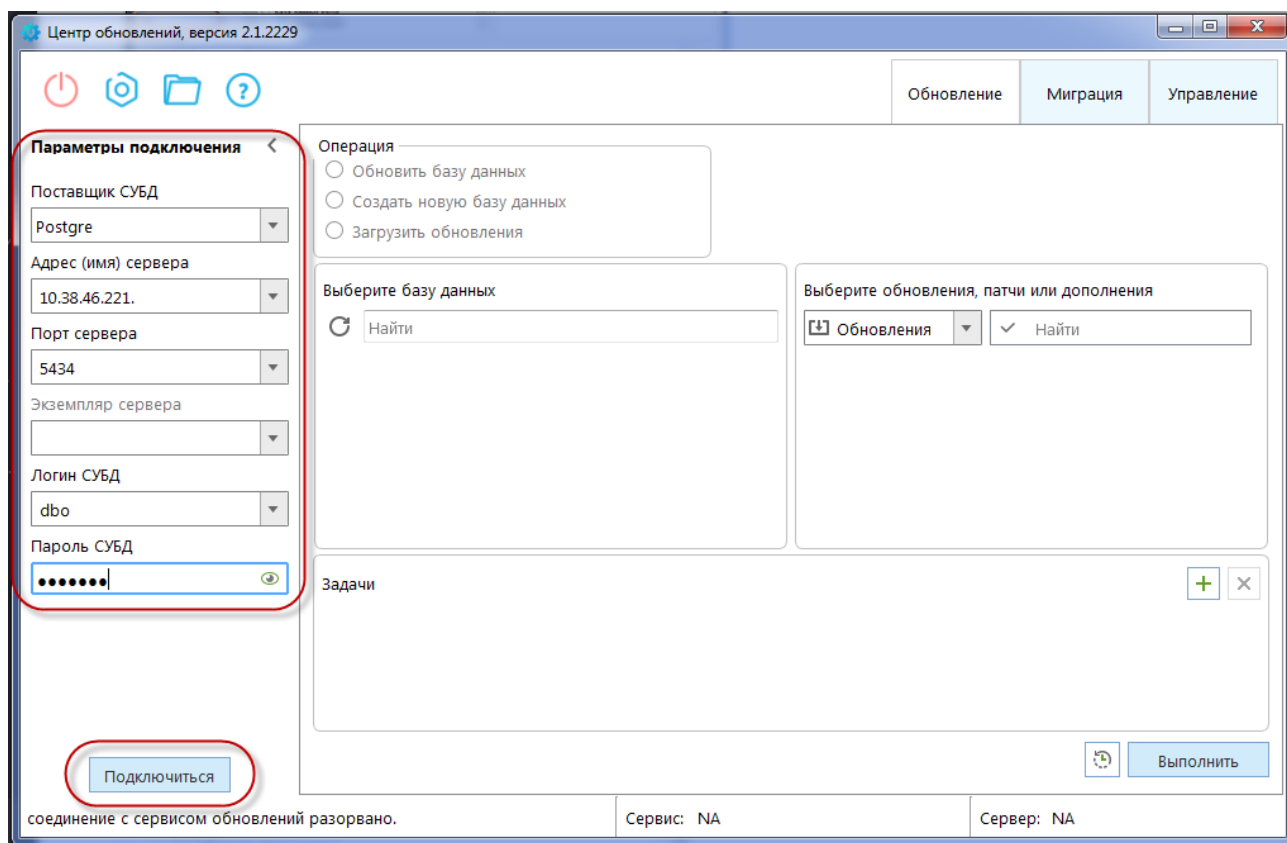 Центр обновлений, версия 2.1.2229
Обновление
Миграция
Управление
Параметры подключения
Поставщик СУБД
Postgre
Адрес (имя) сервера
10.38.46.221.
Порт сервера
5434
Экземпляр сервера
Логин СУБД
dbo
Пароль СУБД
•••••••
Подключиться
Операция
Обновить базу данных
Создать новую базу данных
Загрузить обновления
Выберите базу данных
Найти
Выберите обновления, патчи или дополнения
Обновления
Найти
Задачи
Выполнить
соединение с сервисом обновлений разорвано.
Сервис: NA
Сервер: NA